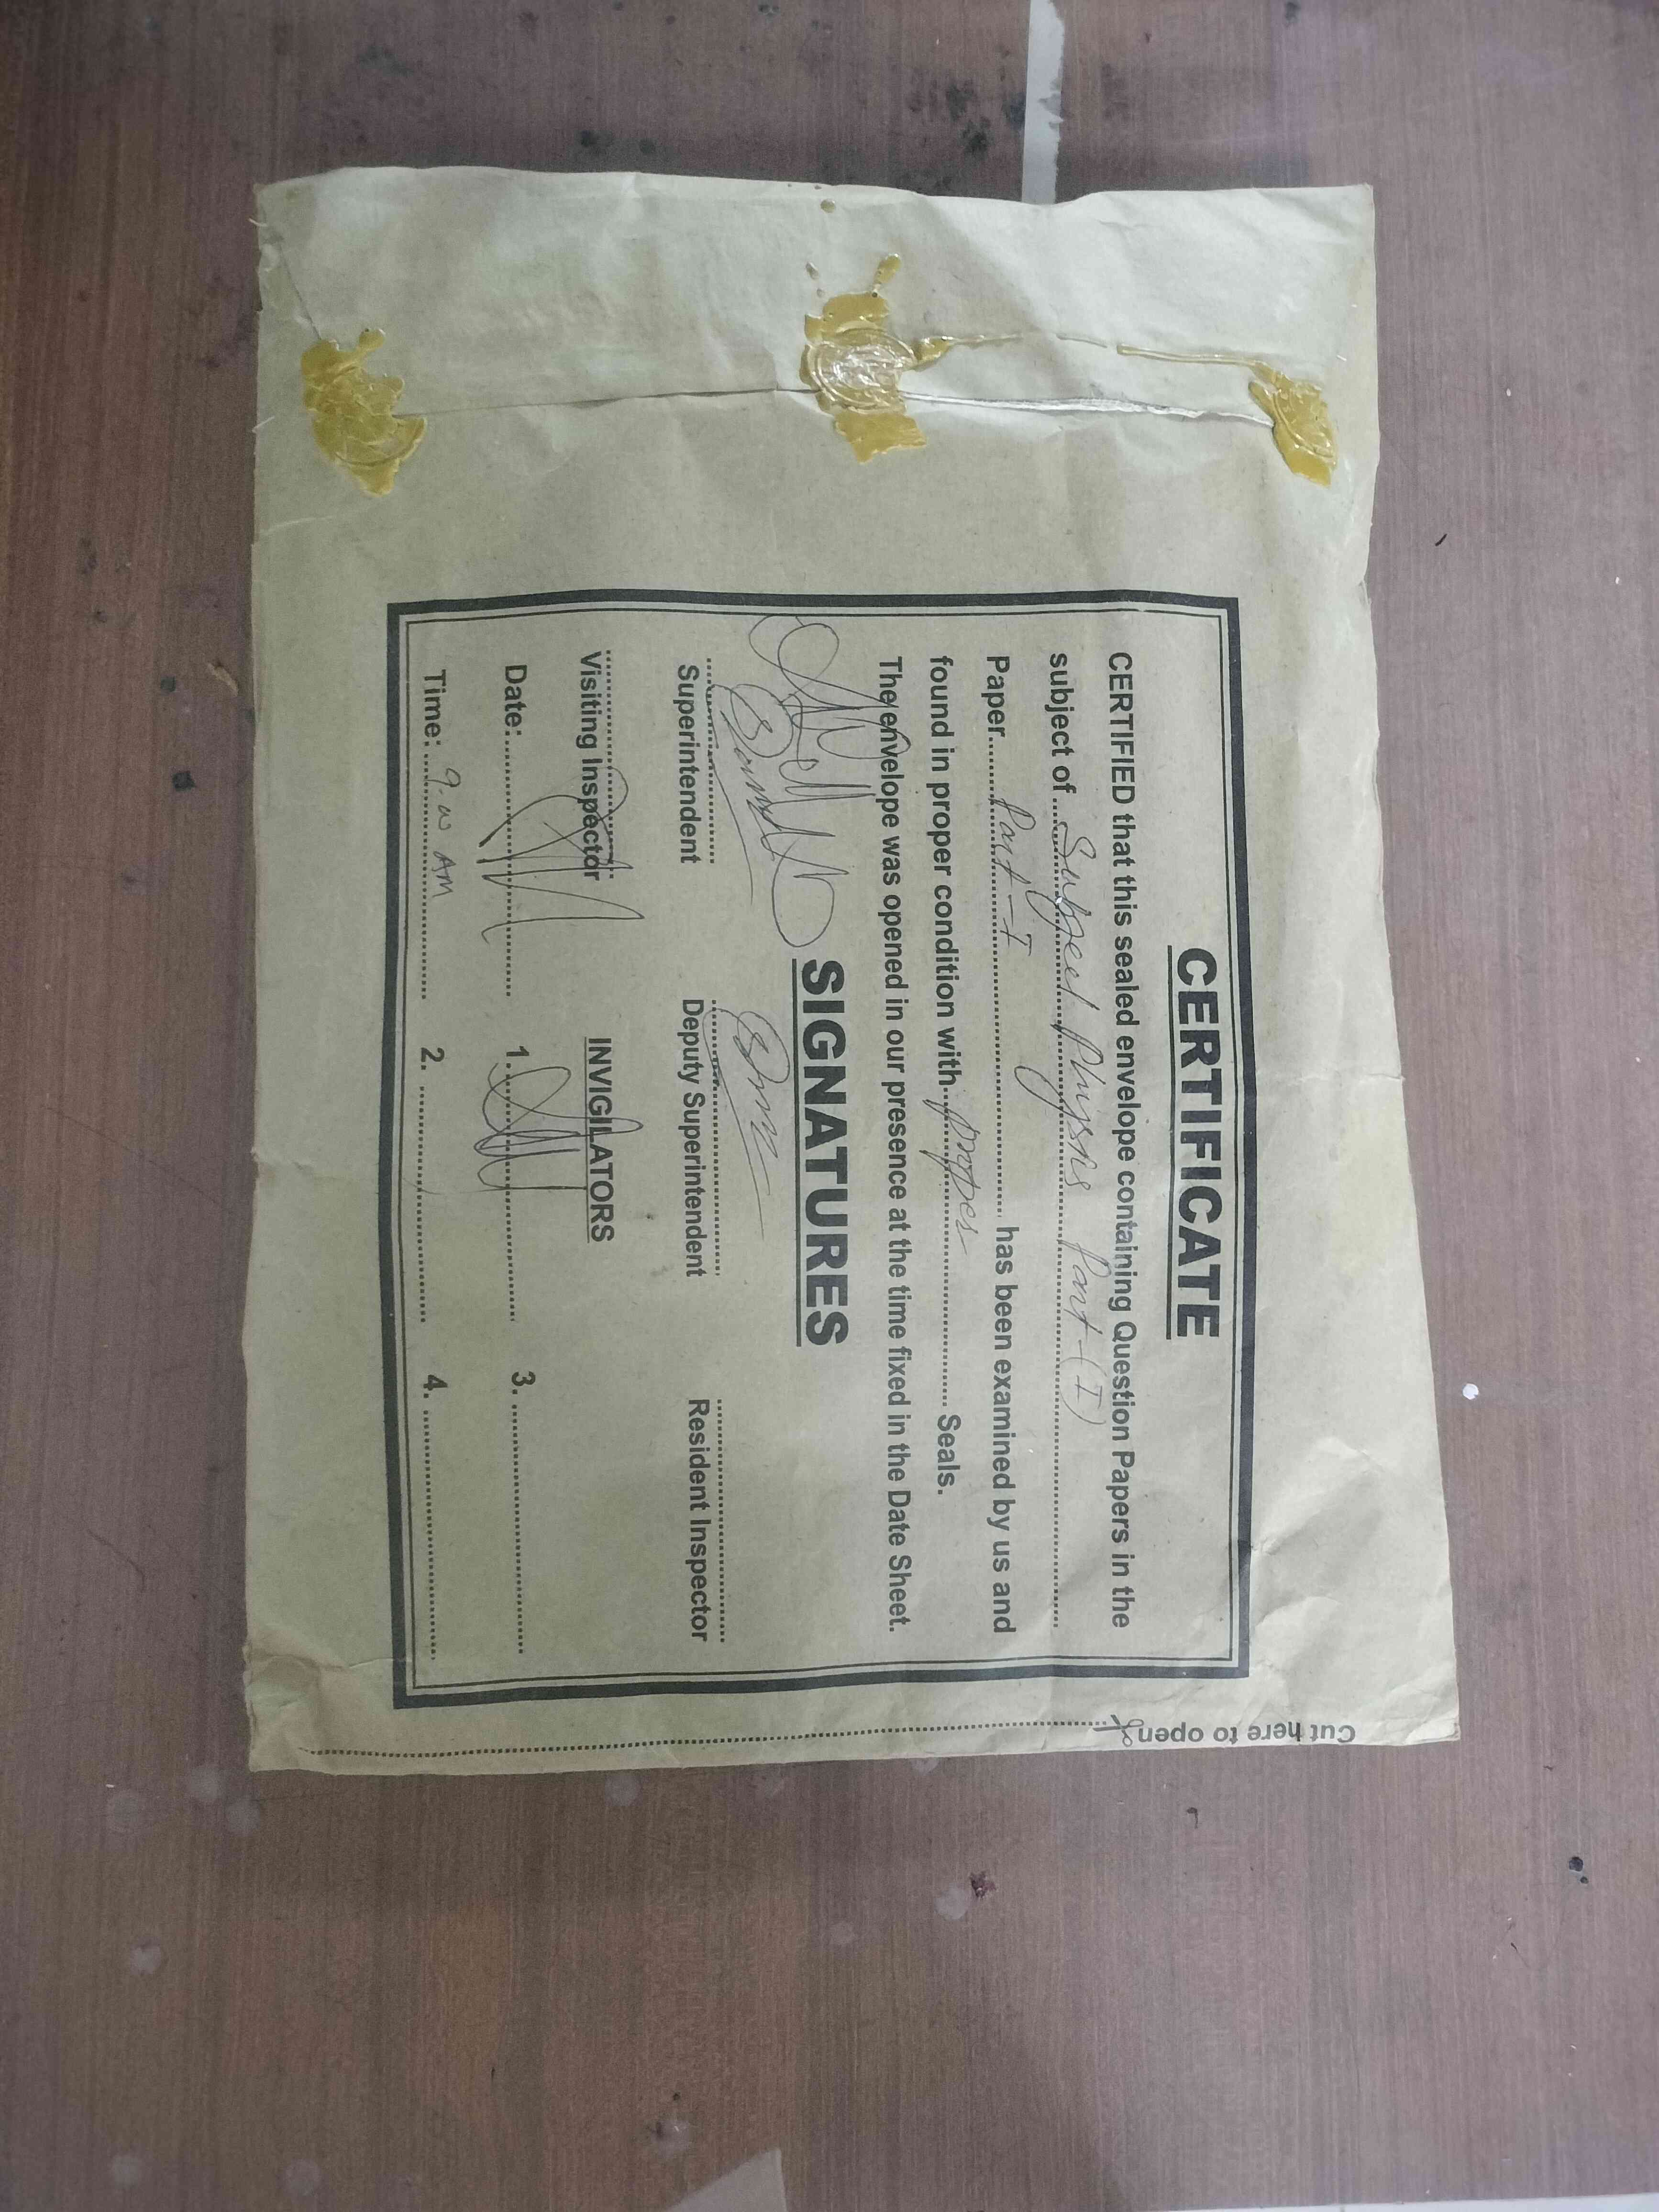 CERTIFICATE
CERTIFIED that this sealed envelope containing Question Papers in the
subject of Subject Physics Part-(I)
Paper Part-I has been examined by us and
found in proper condition with proper Seals.
The envelope was opened in our presence at the time fixed in the Date Sheet.
SIGNATURES
Superintendent Deputy Superintendent Resident Inspector
Visiting Inspector INVIGILATORS
Date: 1. 3.
Time: 9.00 AM 2. 4.
Cut here to open